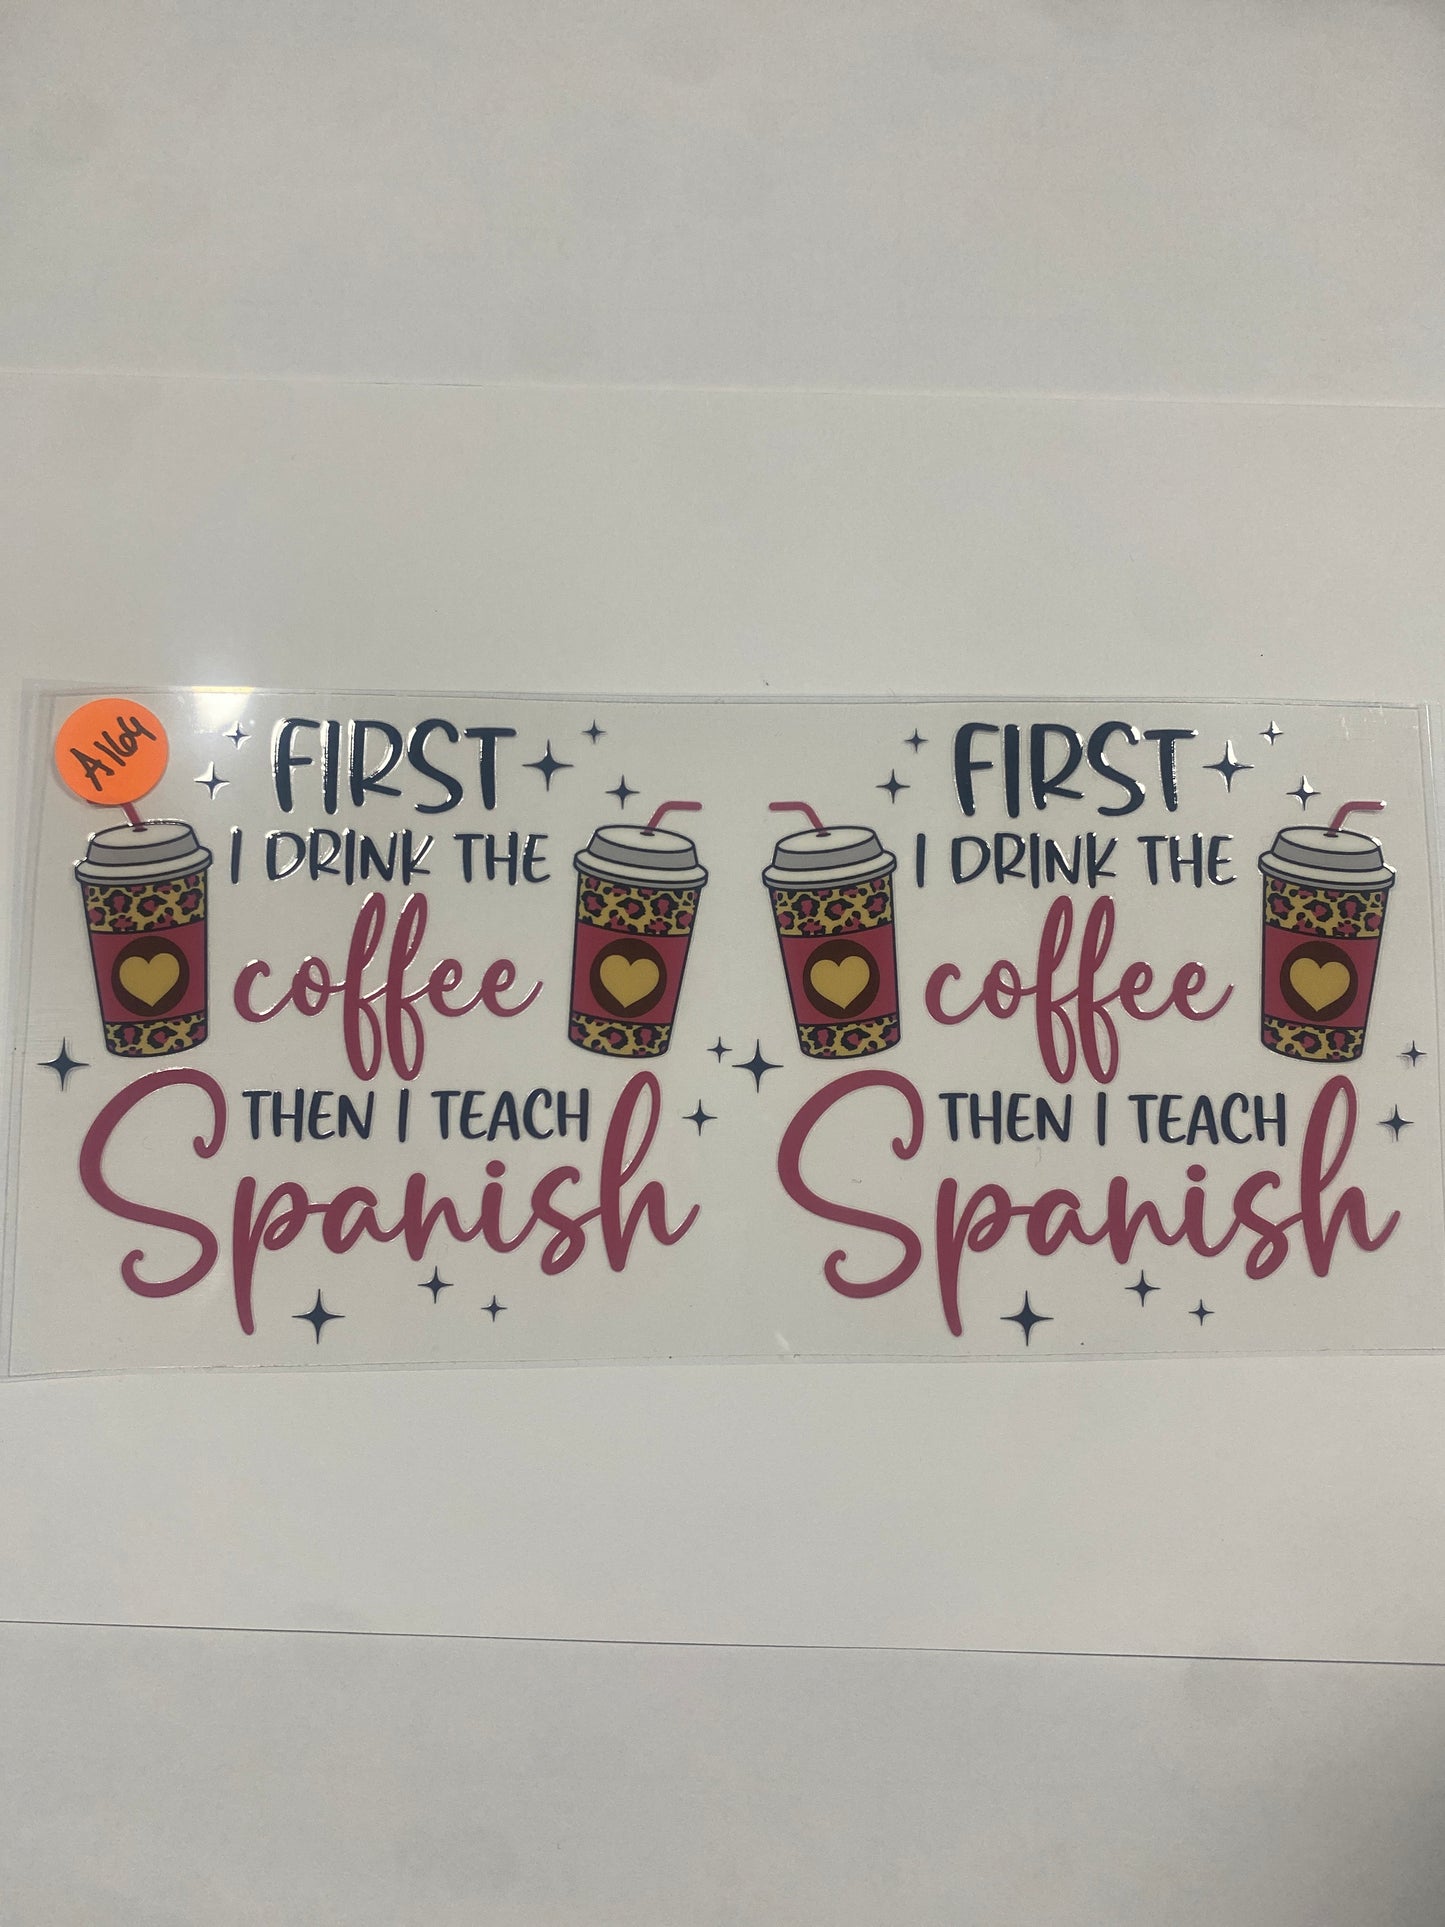 A164
FIRST
I DRINK THE
coffee
THEN I TEACH
Spanish
FIRST
I DRINK THE
coffee
THEN I TEACH
Spanish